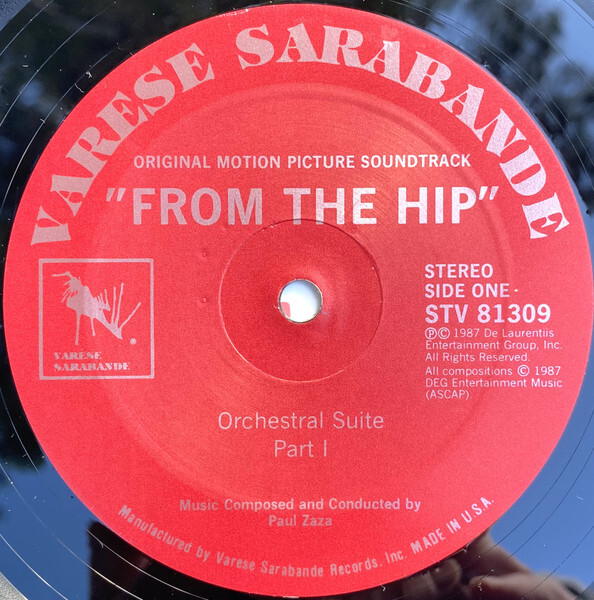 VARESE SARABANDE
ORIGINAL MOTION PICTURE SOUNDTRACK
"FROM THE HIP"
VARESE
SARABANDE
STEREO
SIDE ONE ·
STV 81309
ⓅⒸ 1987 De Laurentiis
Entertainment Group, Inc.
All Rights Reserved.
All compositions Ⓒ 1987
DEG Entertainment Music
(ASCAP)
Orchestral Suite
Part I
Music Composed and Conducted by
Paul Zaza
Manufactured by Varese Sarabande Records, Inc. MADE IN U.S.A.